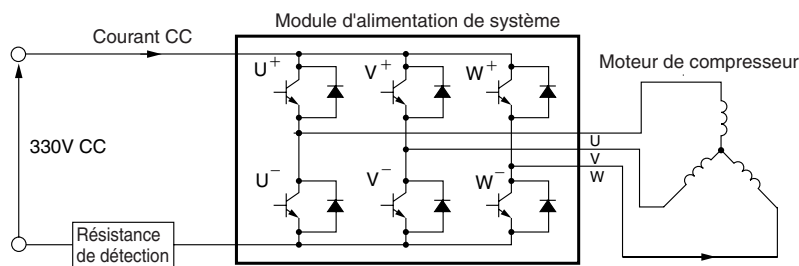 Module d'alimentation de système
Courant CC
Moteur de compresseur
U+
V+
W+
330V CC
U
V
W
U−
V−
W−
Résistance
de détection